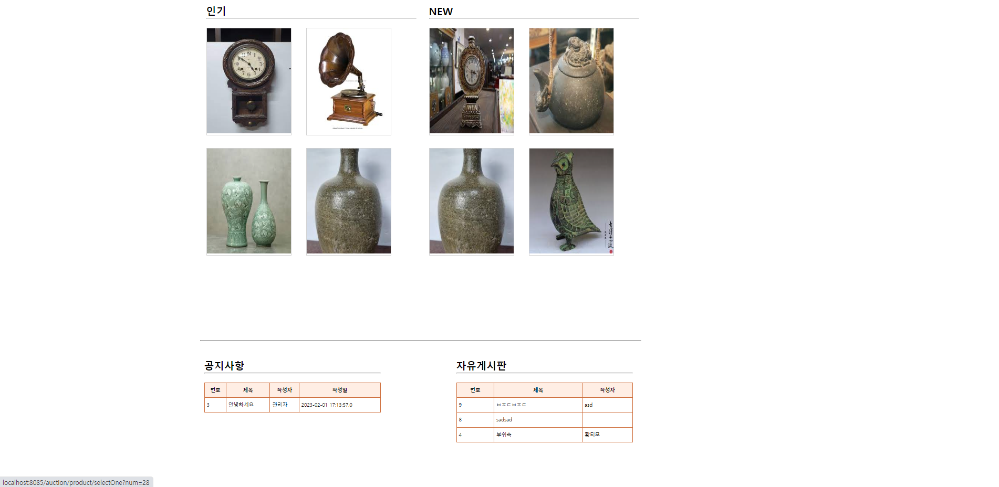 인기
NEW
공지사항
번호 제목 작성자 작성일
3 안녕하세요 관리자 2023-02-01 17:13:57.0
자유게시판
번호 제목 작성자
9 ㅂㅈㄷㅂㅈㄷ asd
8 sadsad
4 부쉬슥 황티모
localhost:8085/auction/product/selectOne?num=28